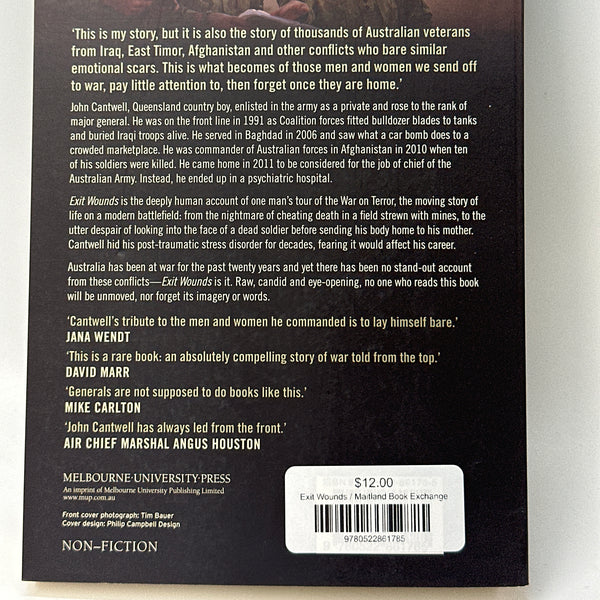 ‘This is my story, but it is also the story of thousands of Australian veterans
from Iraq, East Timor, Afghanistan and other conflicts who bare similar
emotional scars. This is what becomes of those men and women we send off
to war, pay little attention to, then forget once they are home.’
John Cantwell, Queensland country boy, enlisted in the army as a private and rose to the rank of
major general. He was on the front line in 1991 as Coalition forces fitted bulldozer blades to tanks
and buried Iraqi troops alive. He served in Baghdad in 2006 and saw what a car bomb does to a
crowded marketplace. He was commander of Australian forces in Afghanistan in 2010 when ten
of his soldiers were killed. He came home in 2011 to be considered for the job of chief of the
Australian Army. Instead, he ended up in a psychiatric hospital.
Exit Wounds is the deeply human account of one man’s tour of the War on Terror, the moving story of
life on a modern battlefield: from the nightmare of cheating death in a field strewn with mines, to the
utter despair of looking into the face of a dead soldier before sending his body home to his mother.
Cantwell hid his post-traumatic stress disorder for decades, fearing it would affect his career.
Australia has been at war for the past twenty years and yet there has been no stand-out account
from these conflicts—Exit Wounds is it. Raw, candid and eye-opening, no one who reads this book
will be unmoved, nor forget its imagery or words.
‘Cantwell’s tribute to the men and women he commanded is to lay himself bare.’
JANA WENDT
‘This is a rare book: an absolutely compelling story of war told from the top.’
DAVID MARR
‘Generals are not supposed to do books like this.’
MIKE CARLTON
‘John Cantwell has always led from the front.’
AIR CHIEF MARSHAL ANGUS HOUSTON
MELBOURNE·UNIVERSITY·PRESS
An imprint of Melbourne University Publishing Limited
www.mup.com.au
Front cover photograph: Tim Bauer
Cover design: Philip Campbell Design
NON–FICTION
$12.00
Exit Wounds / Maitland Book Exchange
9780522861785